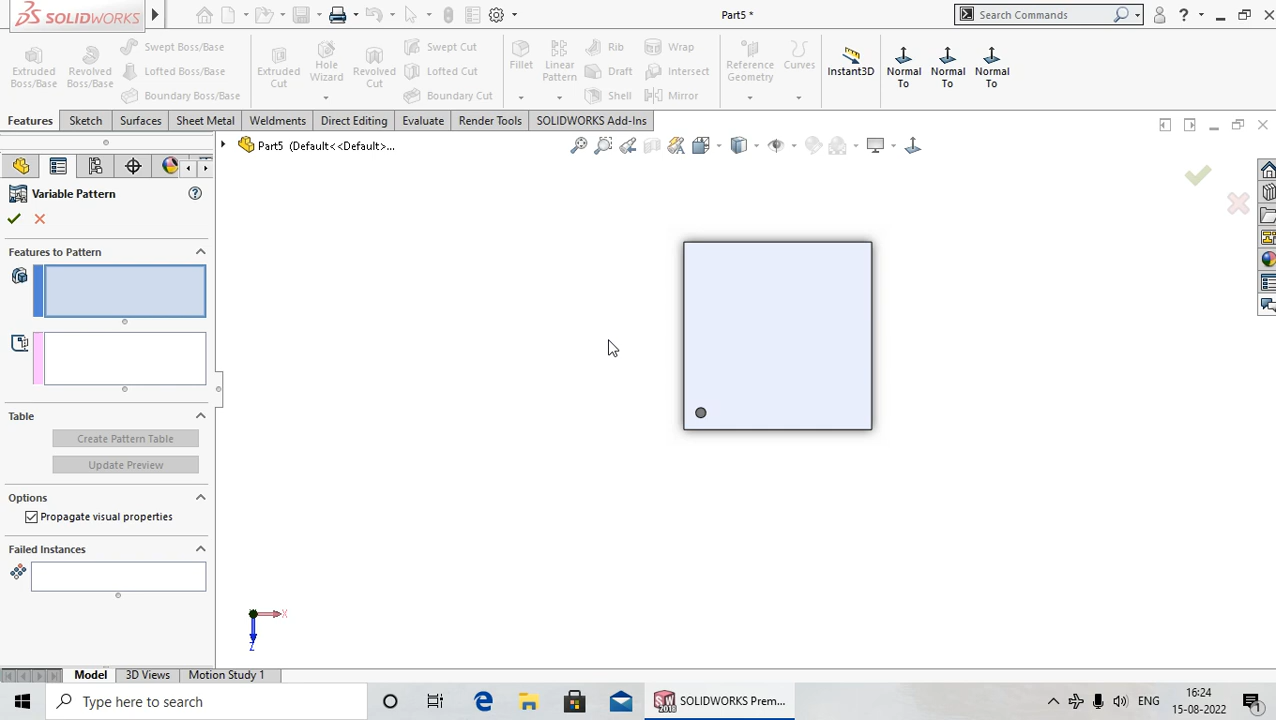 SOLIDWORKS
Part5 *
Search Commands
Extruded Boss/Base
Revolved Boss/Base
Swept Boss/Base
Lofted Boss/Base
Boundary Boss/Base
Extruded Cut
Hole Wizard
Revolved Cut
Swept Cut
Lofted Cut
Boundary Cut
Fillet
Linear Pattern
Rib
Draft
Shell
Wrap
Intersect
Mirror
Reference Geometry
Curves
Instant3D
Normal To
Normal To
Normal To
Features
Sketch
Surfaces
Sheet Metal
Weldments
Direct Editing
Evaluate
Render Tools
SOLIDWORKS Add-Ins
Part5 (Default<<Default>...
Variable Pattern
Features to Pattern
Table
Create Pattern Table
Update Preview
Options
Propagate visual properties
Failed Instances
X
Z
Model
3D Views
Motion Study 1
Type here to search
SOLIDWORKS Prem...
ENG
16:24
15-08-2022